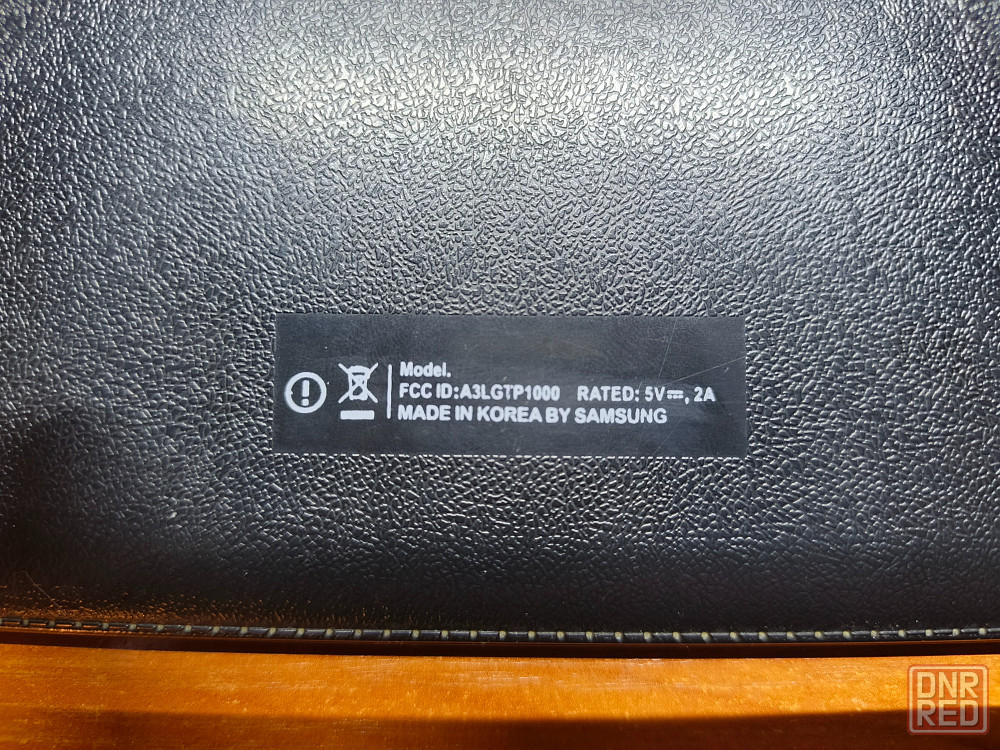 Model.
FCC ID:A3LGTP1000 RATED: 5V⎓, 2A
MADE IN KOREA BY SAMSUNG
DNR
RED